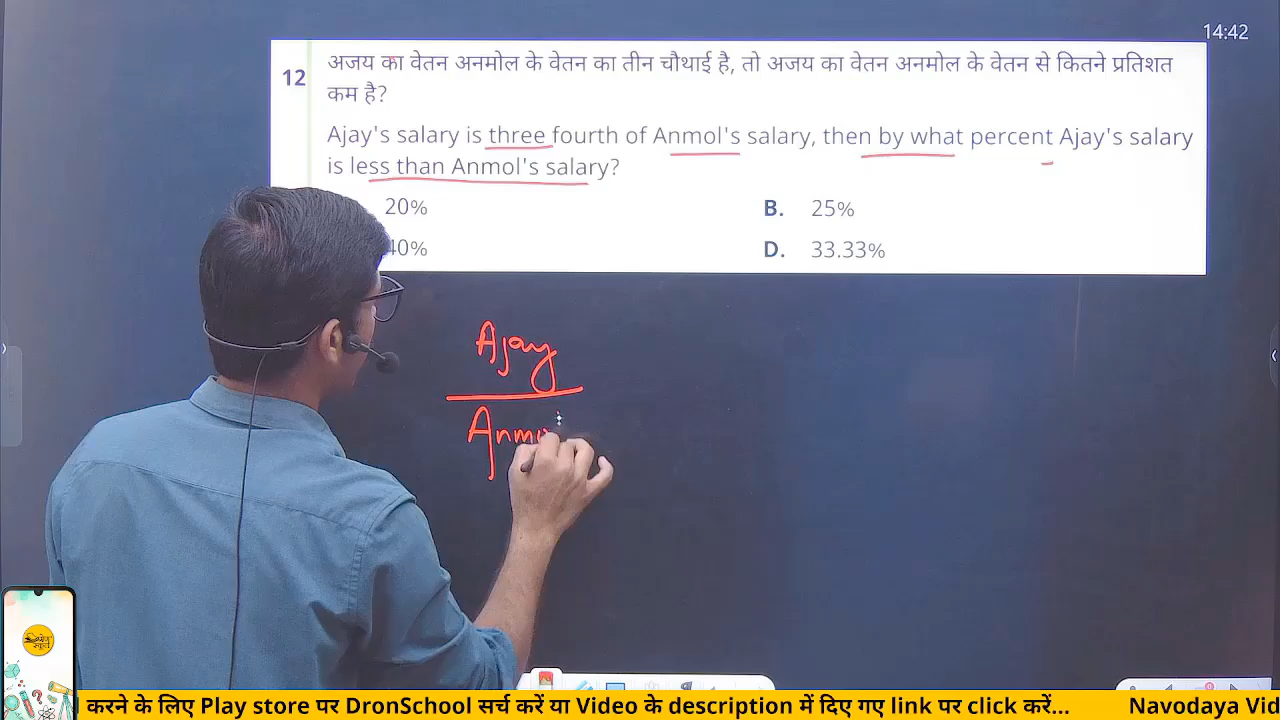 14:42
12
अजय का वेतन अनमोल के वेतन का तीन चौथाई है, तो अजय का वेतन अनमोल के वेतन से कितने प्रतिशत
कम है?
Ajay's salary is three fourth of Anmol's salary, then by what percent Ajay's salary
is less than Anmol's salary?
20%
B. 25%
40%
D. 33.33%
Ajay
करने के लिए Play store पर DronSchool सर्च करें या Video के description में दिए गए link पर click करें... Navodaya Vid